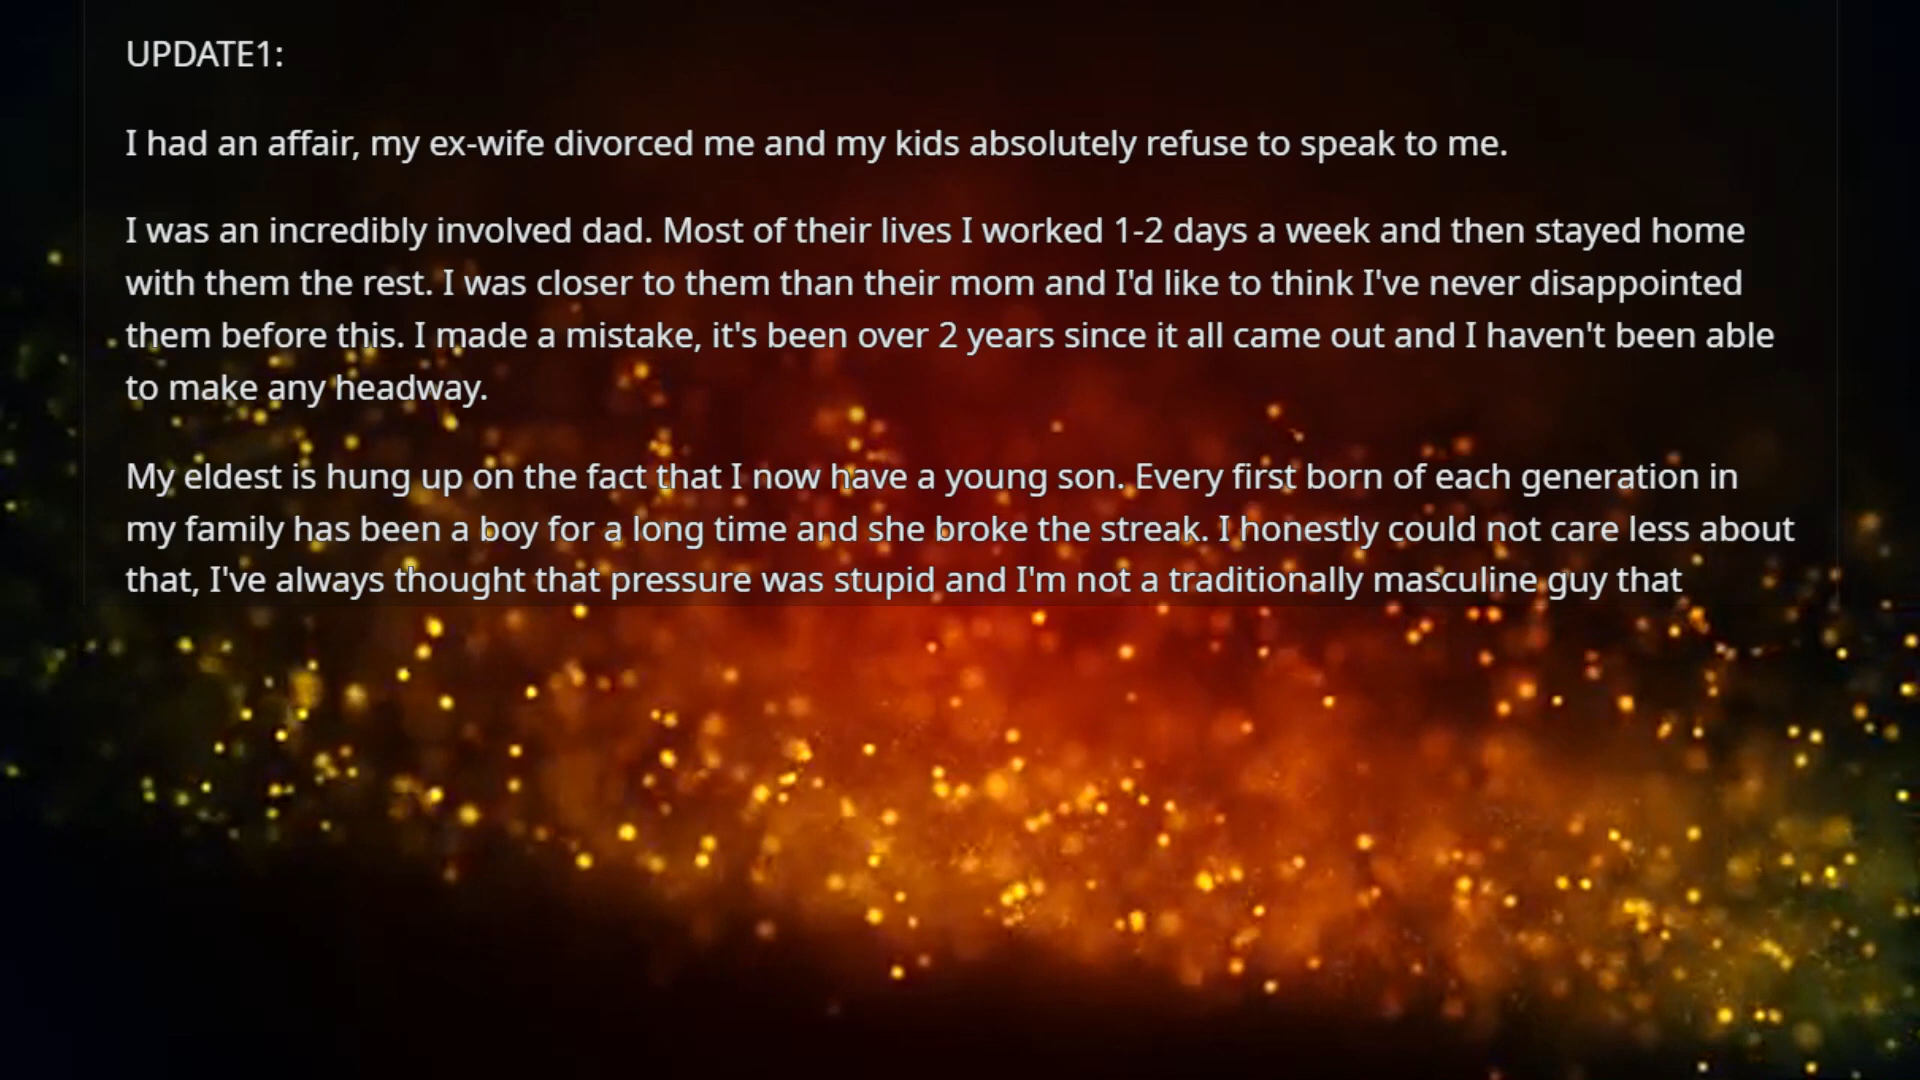 UPDATE1:
I had an affair, my ex-wife divorced me and my kids absolutely refuse to speak to me.
I was an incredibly involved dad. Most of their lives I worked 1-2 days a week and then stayed home
with them the rest. I was closer to them than their mom and I'd like to think I've never disappointed
them before this. I made a mistake, it's been over 2 years since it all came out and I haven't been able
to make any headway.
My eldest is hung up on the fact that I now have a young son. Every first born of each generation in
my family has been a boy for a long time and she broke the streak. I honestly could not care less about
that, I've always thought that pressure was stupid and I'm not a traditionally masculine guy that